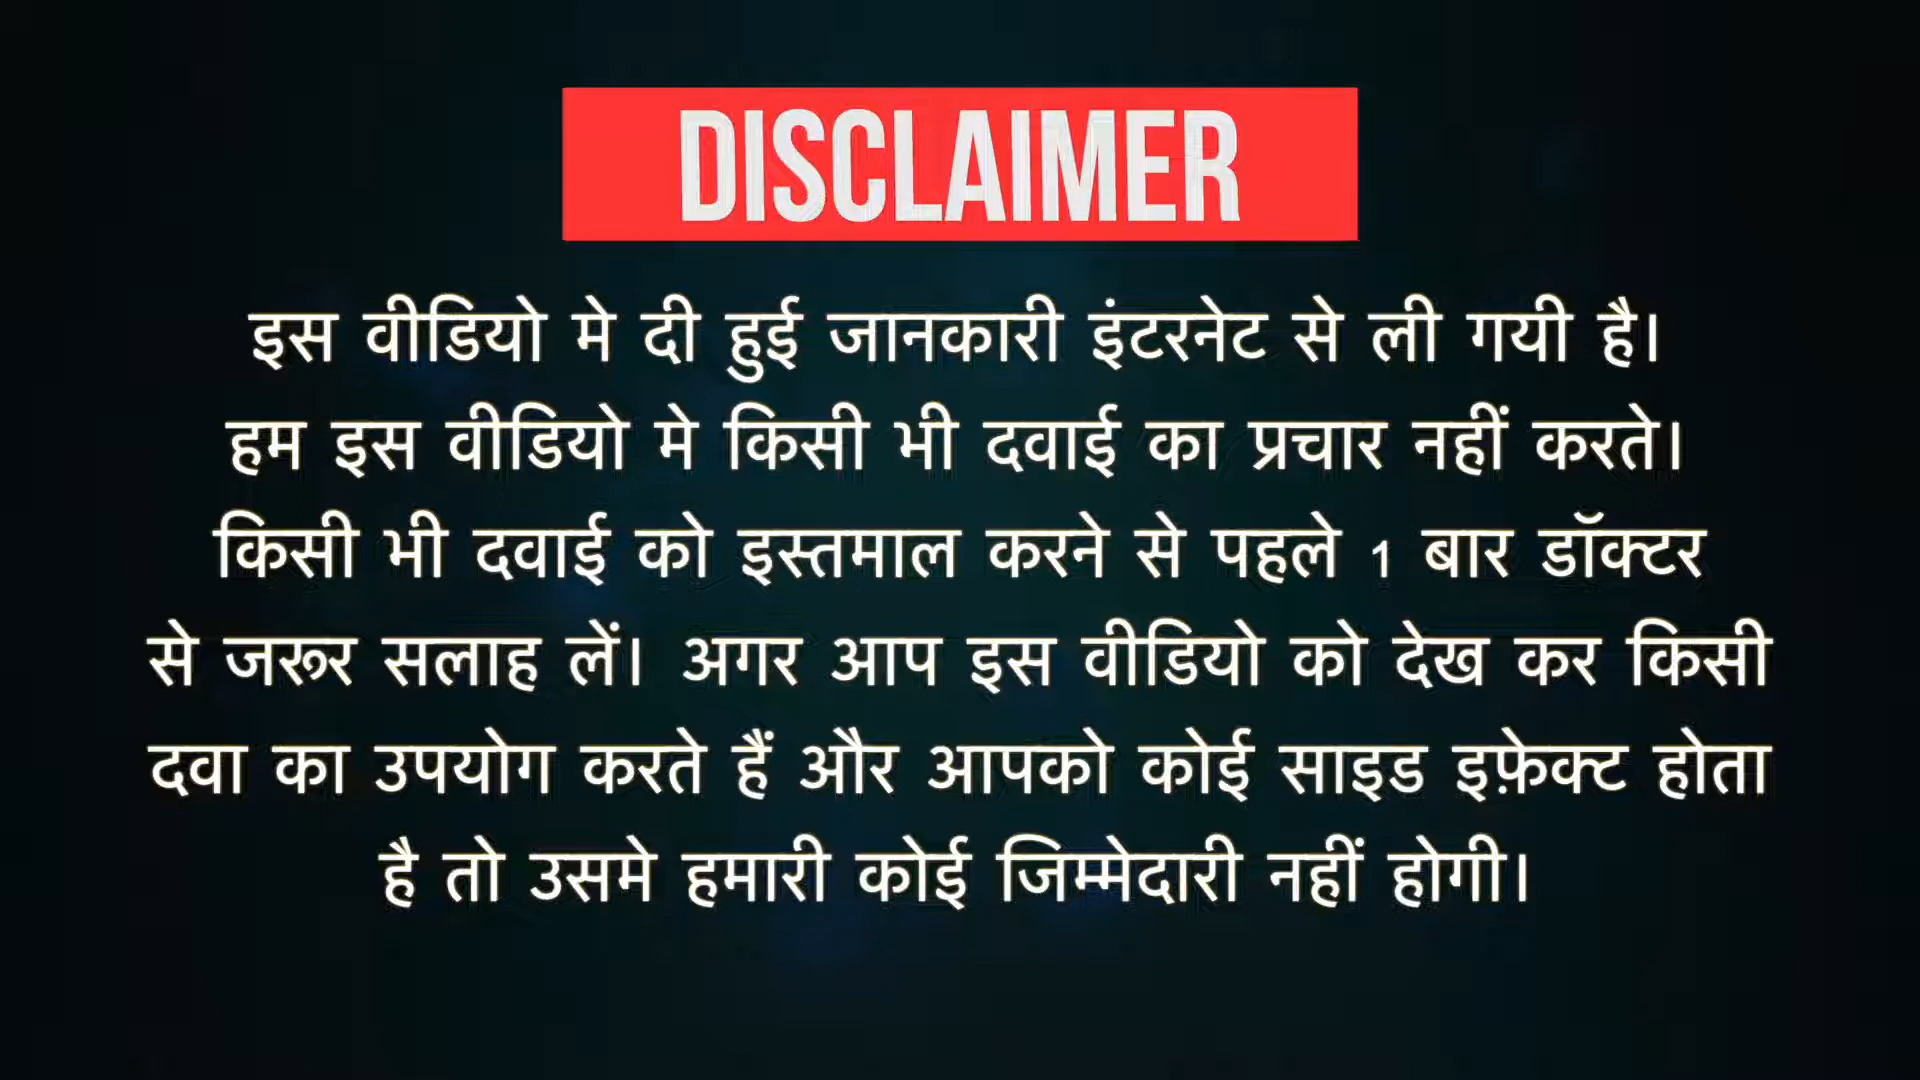 DISCLAIMER
इस वीडियो मे दी हुई जानकारी इंटरनेट से ली गयी है।
हम इस वीडियो मे किसी भी दवाई का प्रचार नहीं करते।
किसी भी दवाई को इस्तमाल करने से पहले 1 बार डॉक्टर
से जरूर सलाह लें। अगर आप इस वीडियो को देख कर किसी
दवा का उपयोग करते हैं और आपको कोई साइड इफ़ेक्ट होता
है तो उसमे हमारी कोई जिम्मेदारी नहीं होगी।